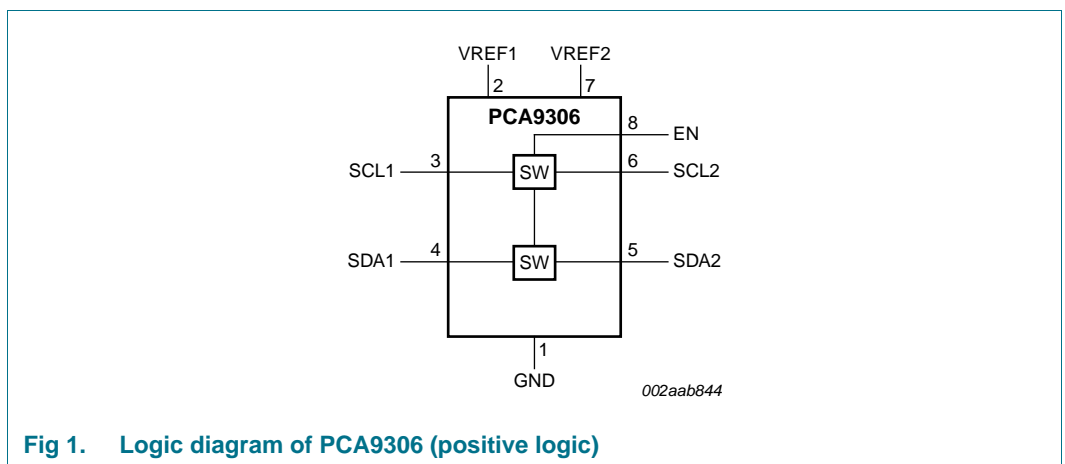 VREF1 VREF2
2 7
PCA9306
8 EN
SCL1 3 SW 6 SCL2
SDA1 4 SW 5 SDA2
1
GND
002aab844
Fig 1. Logic diagram of PCA9306 (positive logic)